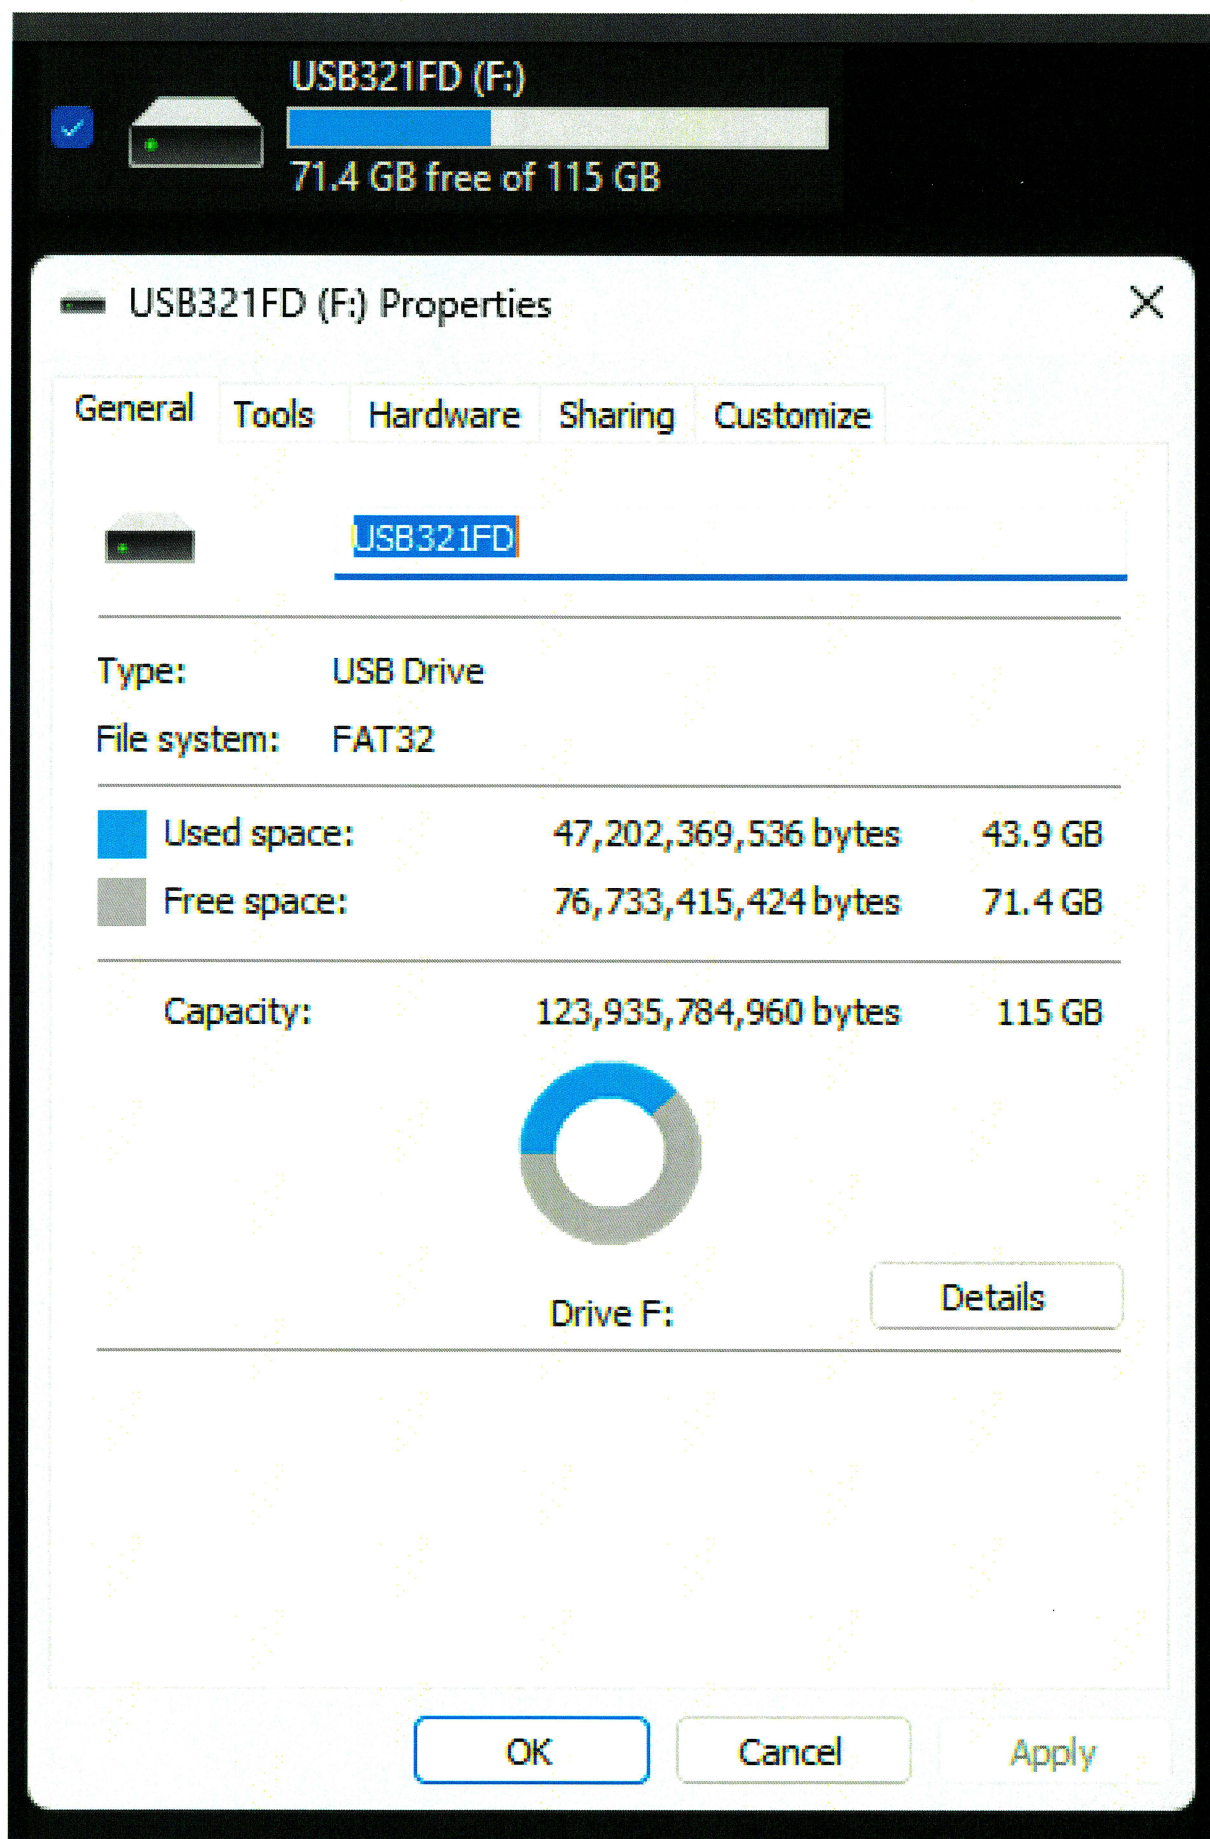 USB321FD (F:)
71.4 GB free of 115 GB
USB321FD (F:) Properties
General Tools Hardware Sharing Customize
USB321FD
Type: USB Drive
File system: FAT32
Used space: 47,202,369,536 bytes 43.9 GB
Free space: 76,733,415,424 bytes 71.4 GB
Capacity: 123,935,784,960 bytes 115 GB
Drive F:
Details
OK Cancel Apply